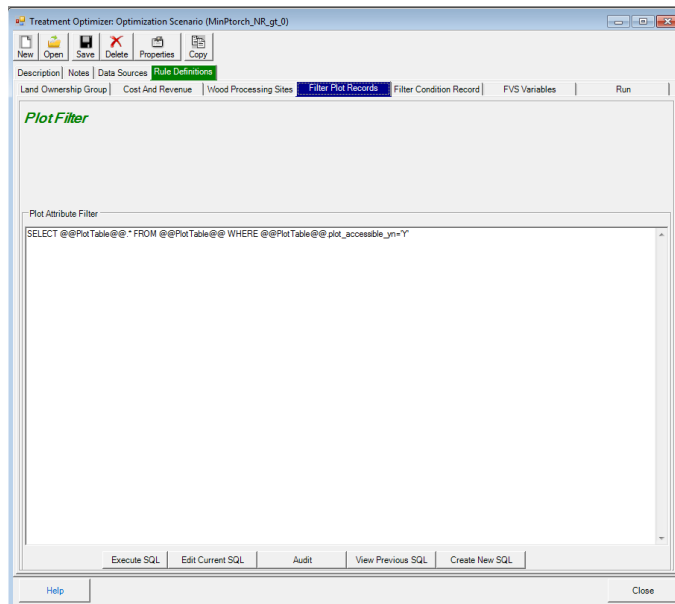 Treatment Optimizer: Optimization Scenario (MinPtorch_NR_gt_0)
New Open Save Delete Properties Copy
Description Notes Data Sources Rule Definitions
Land Ownership Group Cost And Revenue Wood Processing Sites Filter Plot Records Filter Condition Record FVS Variables Run
Plot Filter
Plot Attribute Filter
SELECT @@PlotTable@@.* FROM @@PlotTable@@ WHERE @@PlotTable@@.plot_accessible_yn='Y'
Execute SQL Edit Current SQL Audit View Previous SQL Create New SQL
Help Close